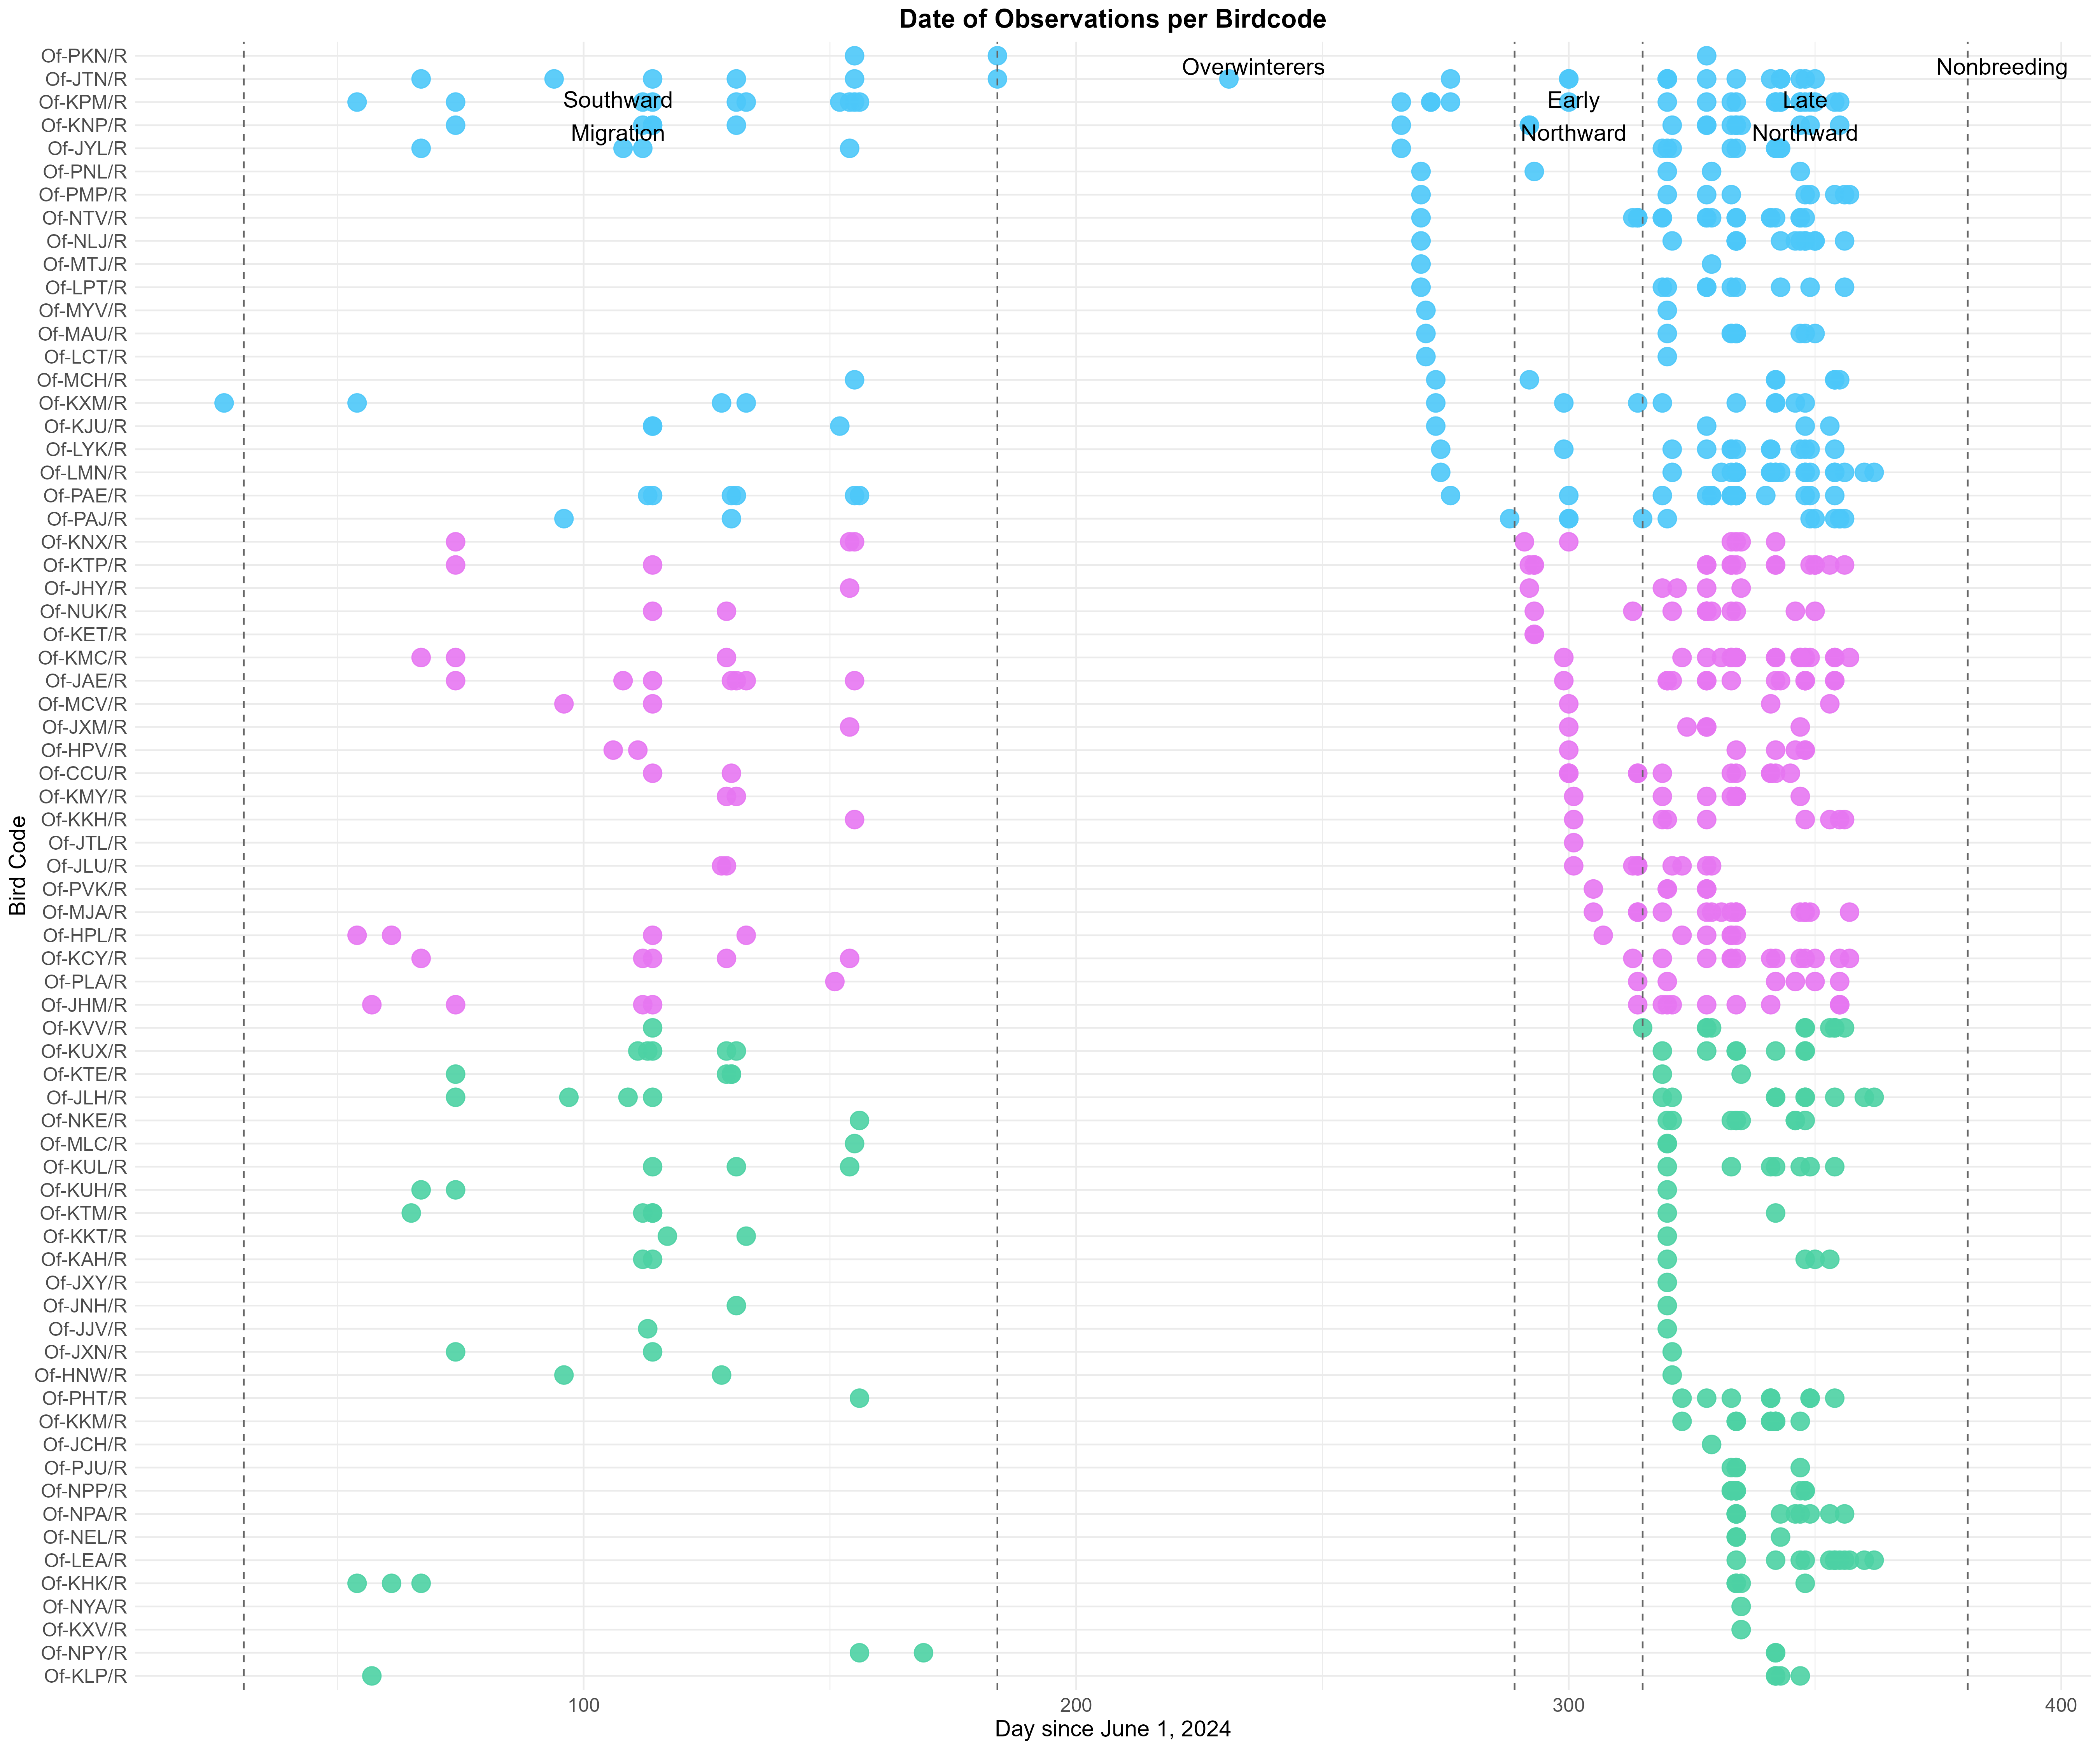 Date of Observations per Birdcode
Of-PKN/R
Overwinterers
Nonbreeding
Of-JTN/R
Of-KPM/R
Southward
Early
Late
Of-KNP/R
Migration
Northward
Northward
Of-JYL/R
Of-PNL/R
Of-PMP/R
Of-NTV/R
Of-NLJ/R
Of-MTJ/R
Of-LPT/R
Of-MYV/R
Of-MAU/R
Of-LCT/R
Of-MCH/R
Of-KXM/R
Of-KJU/R
Of-LYK/R
Of-LMN/R
Of-PAE/R
Of-PAJ/R
Of-KNX/R
Of-KTP/R
Of-JHY/R
Of-NUK/R
Of-KET/R
Of-KMC/R
Of-JAE/R
Of-MCV/R
Of-JXM/R
Of-HPV/R
Of-CCU/R
Of-KMY/R
Of-KKH/R
Of-JTL/R
Of-JLU/R
Bird Code
Of-PVK/R
Of-MJA/R
Of-HPL/R
Of-KCY/R
Of-PLA/R
Of-JHM/R
Of-KVV/R
Of-KUX/R
Of-KTE/R
Of-JLH/R
Of-NKE/R
Of-MLC/R
Of-KUL/R
Of-KUH/R
Of-KTM/R
Of-KKT/R
Of-KAH/R
Of-JXY/R
Of-JNH/R
Of-JJV/R
Of-JXN/R
Of-HNW/R
Of-PHT/R
Of-KKM/R
Of-JCH/R
Of-PJU/R
Of-NPP/R
Of-NPA/R
Of-NEL/R
Of-LEA/R
Of-KHK/R
Of-NYA/R
Of-KXV/R
Of-NPY/R
Of-KLP/R
100 200 300 400
Day since June 1, 2024